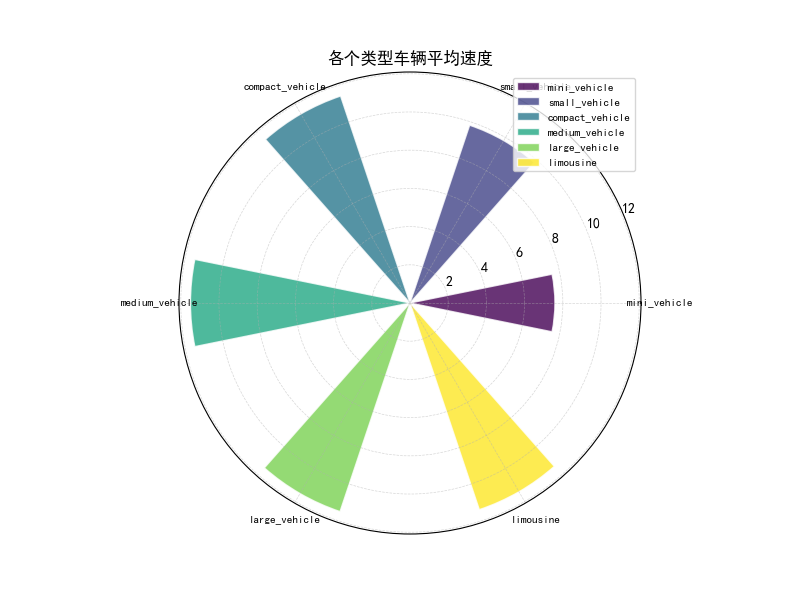 各个类型车辆平均速度
compact_vehicle
mini_vehicle
small_vehicle
compact_vehicle
medium_vehicle
large_vehicle
limousine
12
10
8
6
4
2
medium_vehicle
mini_vehicle
large_vehicle
limousine